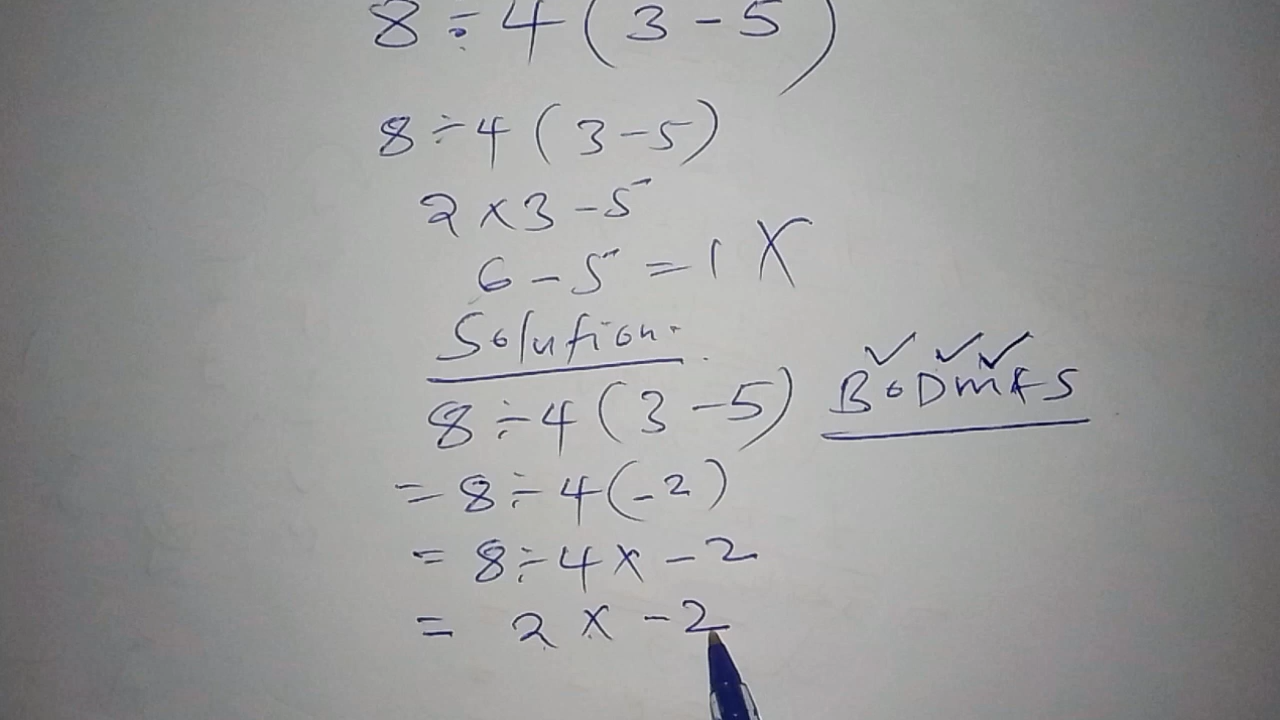 8 ÷ 4 ( 3 - 5 )
8 ÷ 4 ( 3 - 5 )
2 × 3 - 5
6 - 5 = 1 X
Solution.
8 ÷ 4 ( 3 - 5 ) BODMAS
= 8 ÷ 4 ( -2 )
= 8 ÷ 4 × -2
= 2 × -2